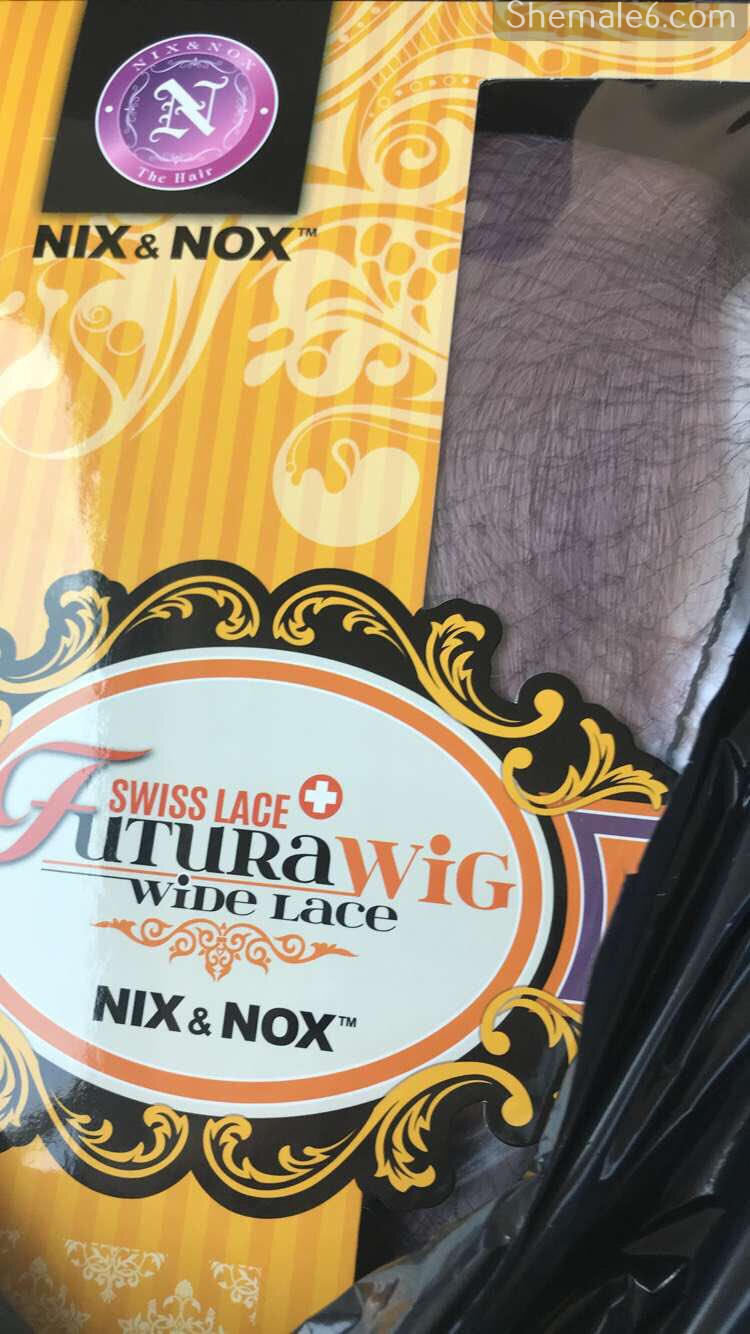 Shemale6.com
NIX & NOX
N
The Hair
NIX & NOX™
SWISS LACE
FUTURA WiG
WiDe Lace
NIX & NOX™